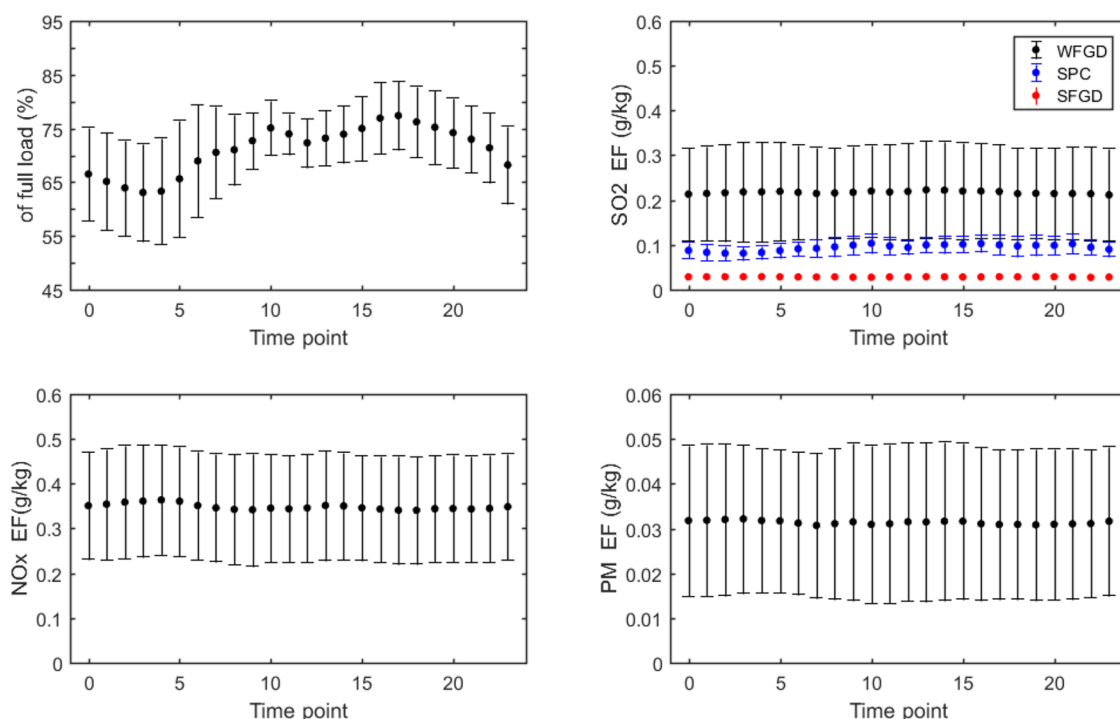 95
85
75
65
55
45
of full load (%)
0 5 10 15 20
Time point
0.6
0.5
0.4
0.3
0.2
0.1
0
SO2 EF (g/kg)
WFGD
SPC
SFGD
0 5 10 15 20
Time point
0.6
0.5
0.4
0.3
0.2
0.1
0
NOx EF(g/kg)
0 5 10 15 20
Time point
0.06
0.05
0.04
0.03
0.02
0.01
0
PM EF (g/kg)
0 5 10 15 20
Time point